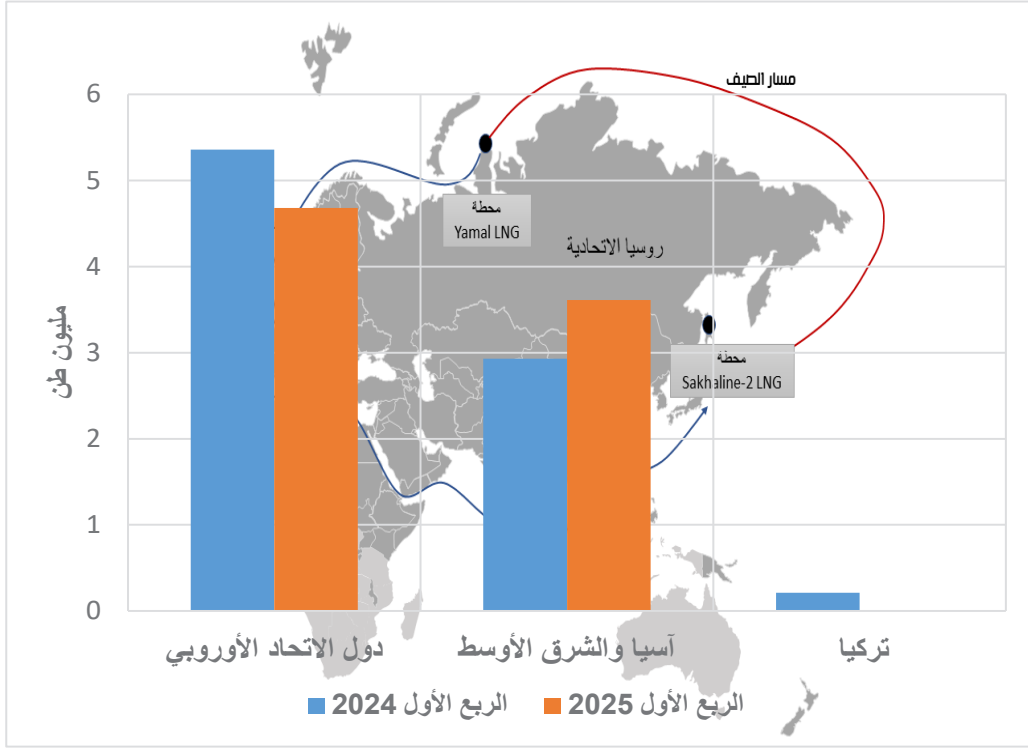 مسار الصيف
6
5
4
3
2
1
0
مليون طن
محطة
Yamal LNG
روسيا الاتحادية
محطة
Sakhaline-2 LNG
دول الاتحاد الأوروبي
آسيا والشرق الأوسط
تركيا
الربع الأول 2024
الربع الأول 2025